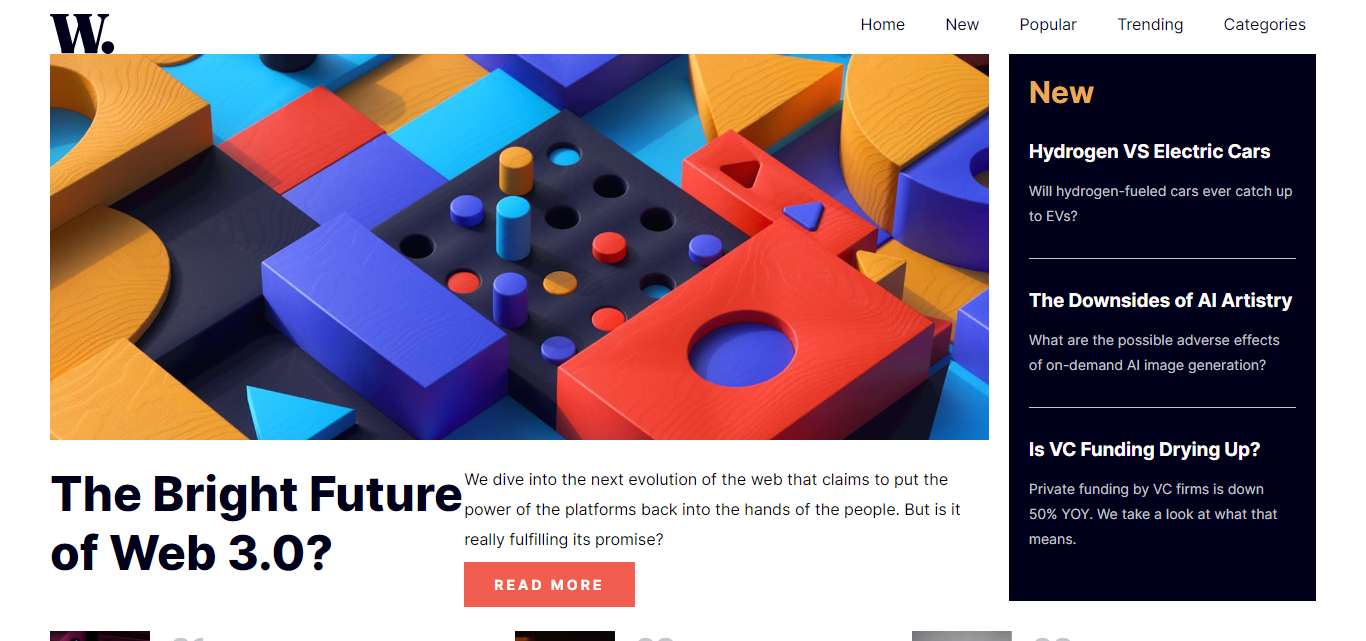 W.
Home New Popular Trending Categories
New
Hydrogen VS Electric Cars
Will hydrogen-fueled cars ever catch up
to EVs?
The Downsides of AI Artistry
What are the possible adverse effects
of on-demand AI image generation?
Is VC Funding Drying Up?
Private funding by VC firms is down
50% YOY. We take a look at what that
means.
The Bright Future
of Web 3.0?
We dive into the next evolution of the web that claims to put the
power of the platforms back into the hands of the people. But is it
really fulfilling its promise?
READ MORE